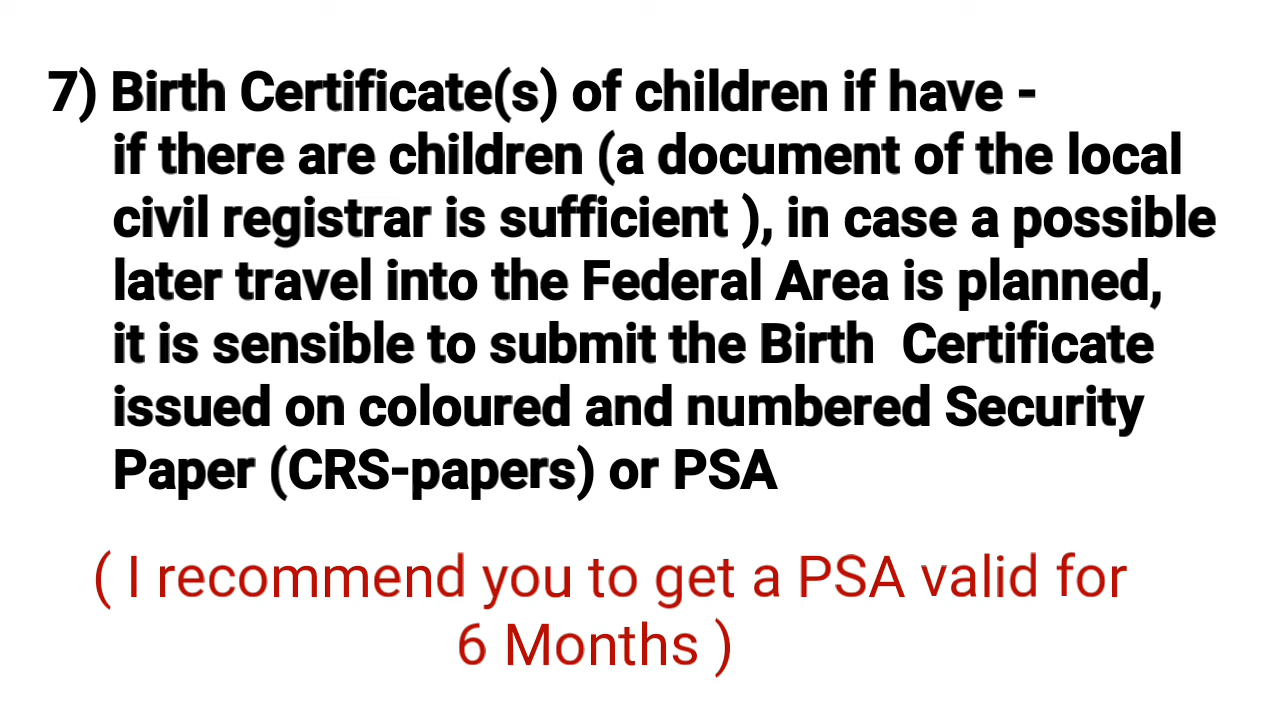 7) Birth Certificate(s) of children if have -
if there are children (a document of the local
civil registrar is sufficient ), in case a possible
later travel into the Federal Area is planned,
it is sensible to submit the Birth  Certificate
issued on coloured and numbered Security
Paper (CRS-papers) or PSA
( I recommend you to get a PSA valid for
6 Months )